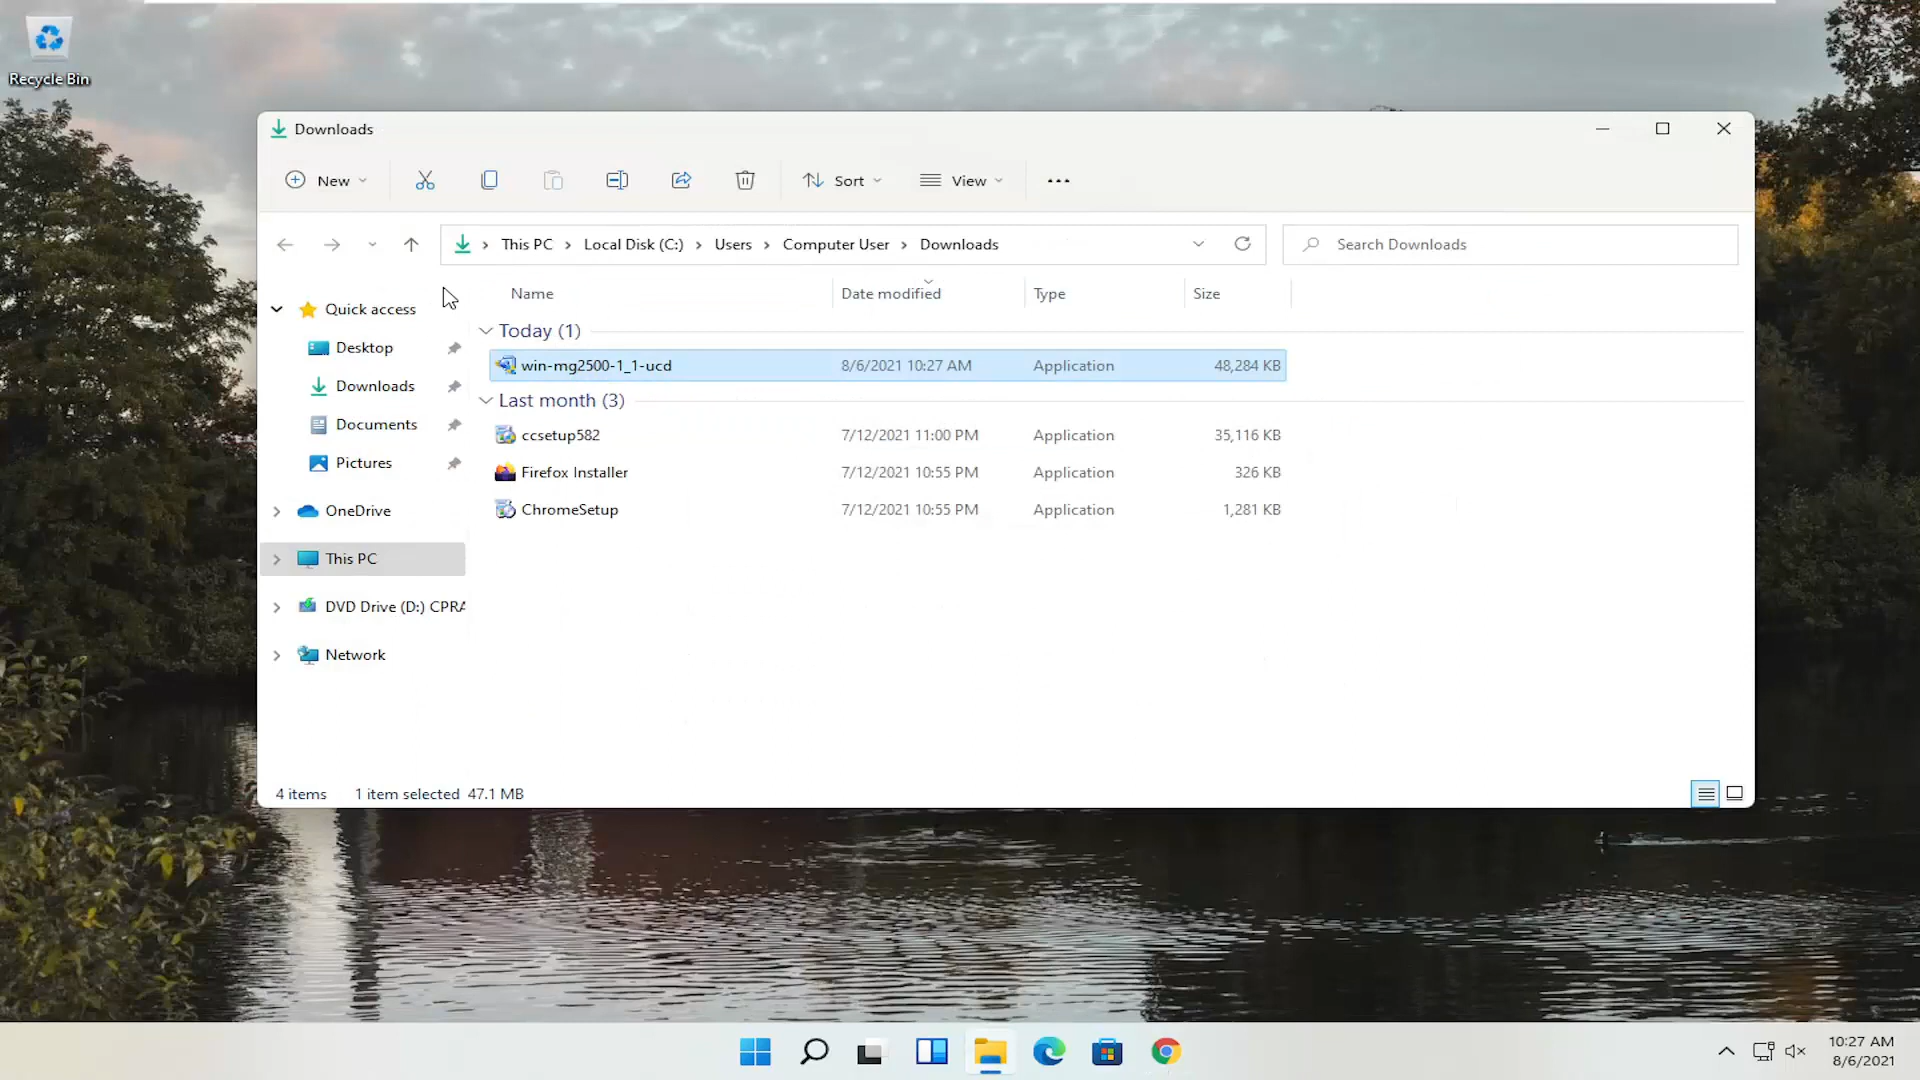 Recycle Bin
Downloads
New
Sort
View
This PC > Local Disk (C:) > Users > Computer User > Downloads
Search Downloads
Name
Date modified
Type
Size
Quick access
Desktop
Downloads
Documents
Pictures
OneDrive
This PC
DVD Drive (D:) CPRA
Network
Today (1)
win-mg2500-1_1-ucd 8/6/2021 10:27 AM Application 48,284 KB
Last month (3)
ccsetup582 7/12/2021 11:00 PM Application 35,116 KB
Firefox Installer 7/12/2021 10:55 PM Application 326 KB
ChromeSetup 7/12/2021 10:55 PM Application 1,281 KB
4 items 1 item selected 47.1 MB
10:27 AM
8/6/2021